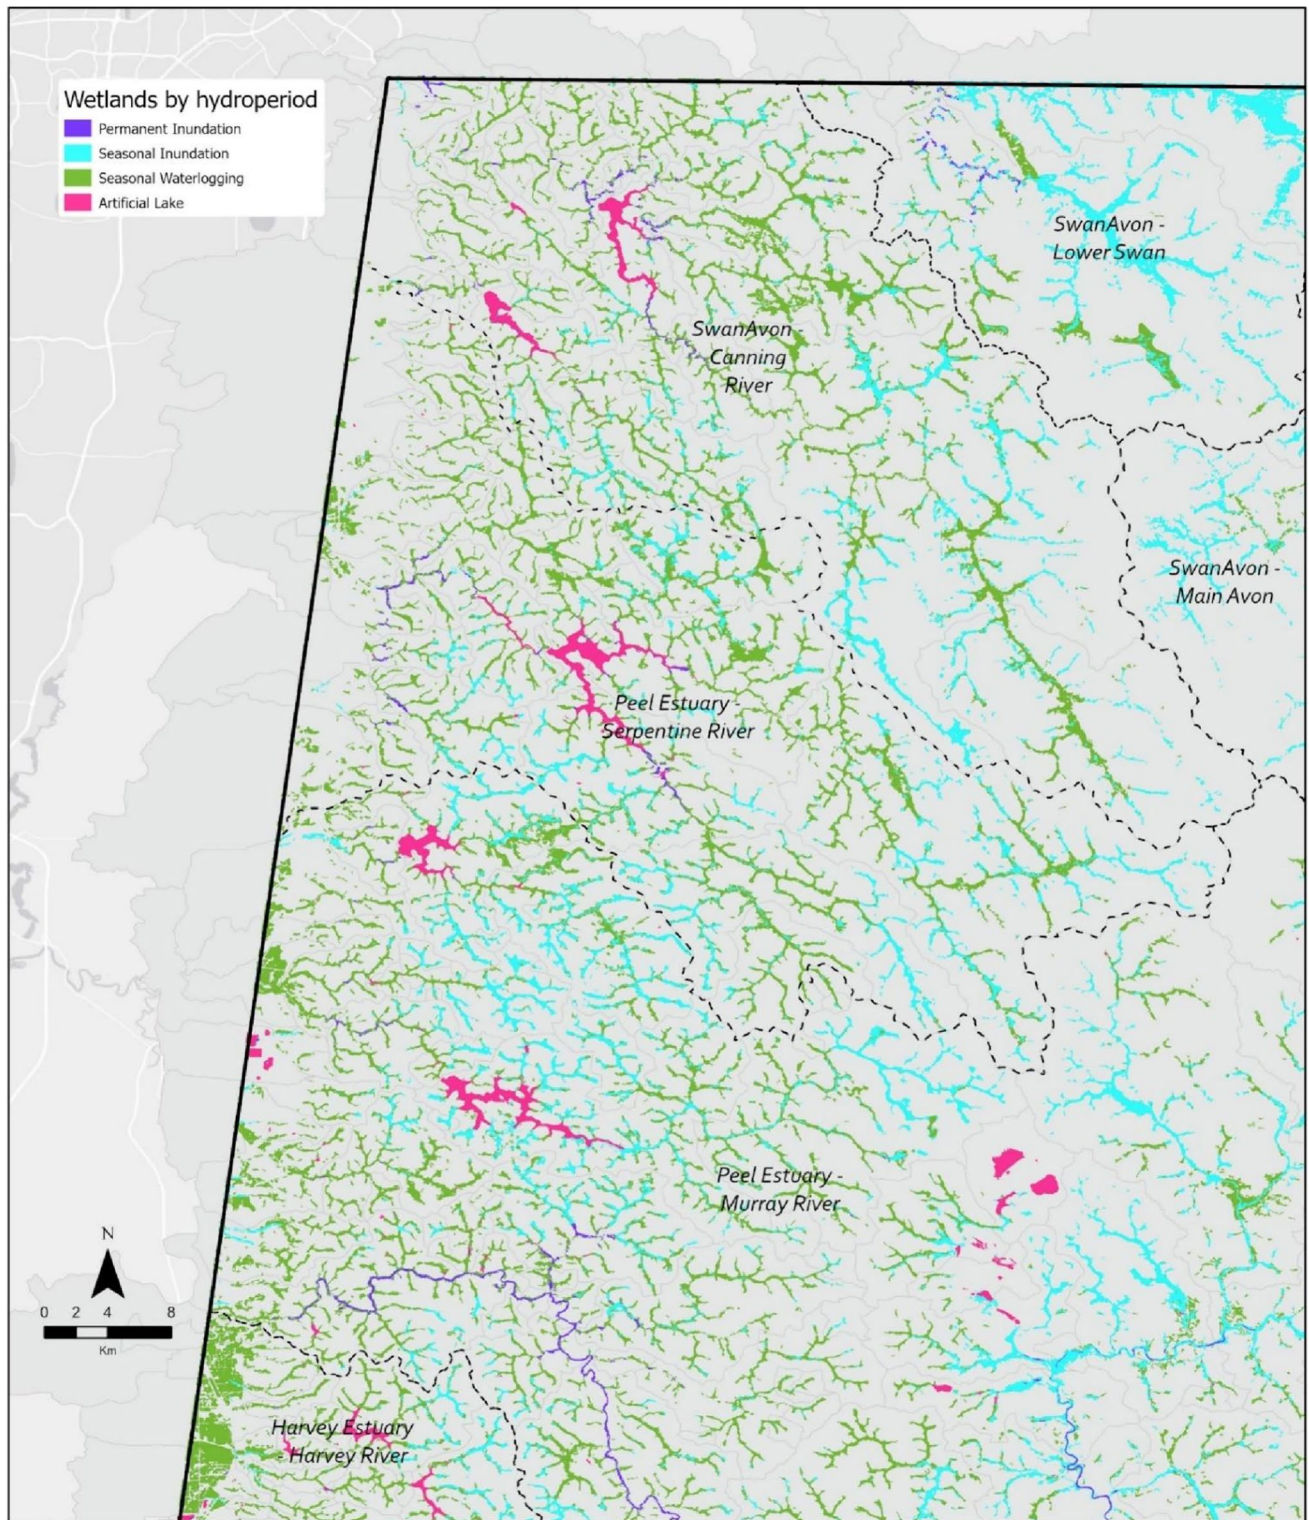 Wetlands by hydroperiod
Permanent Inundation
Seasonal Inundation
Seasonal Waterlogging
Artificial Lake
SwanAvon -
Lower Swan
SwanAvon -
Canning
River
SwanAvon -
Main Avon
Peel Estuary -
Serpentine River
Peel Estuary -
Murray River
N
0 2 4 8
Km
Harvey Estuary
- Harvey River